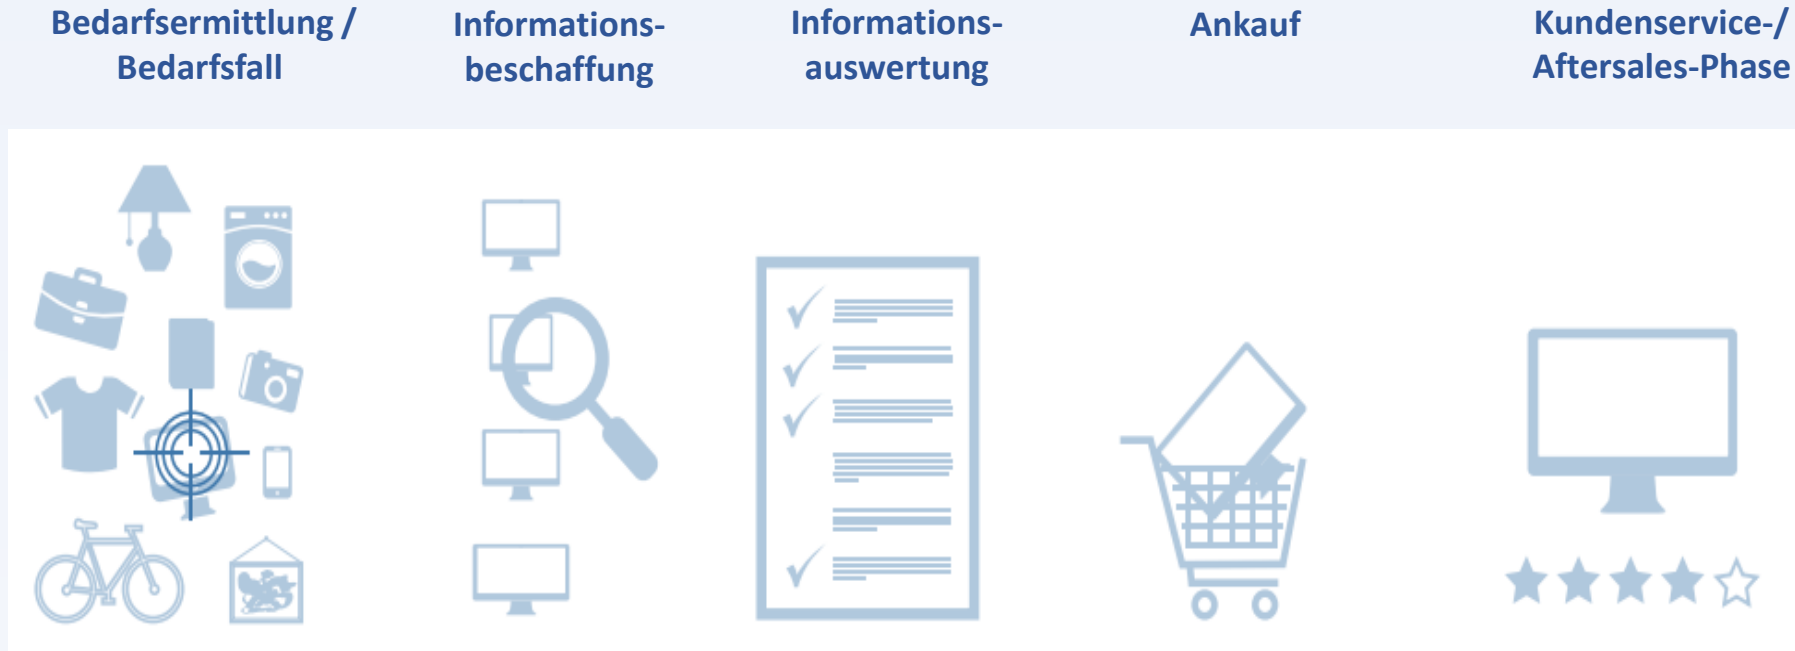 Bedarfsermittlung /
Bedarfsfall
Informations-
beschaffung
Informations-
auswertung
Ankauf
Kundenservice-/
Aftersales-Phase